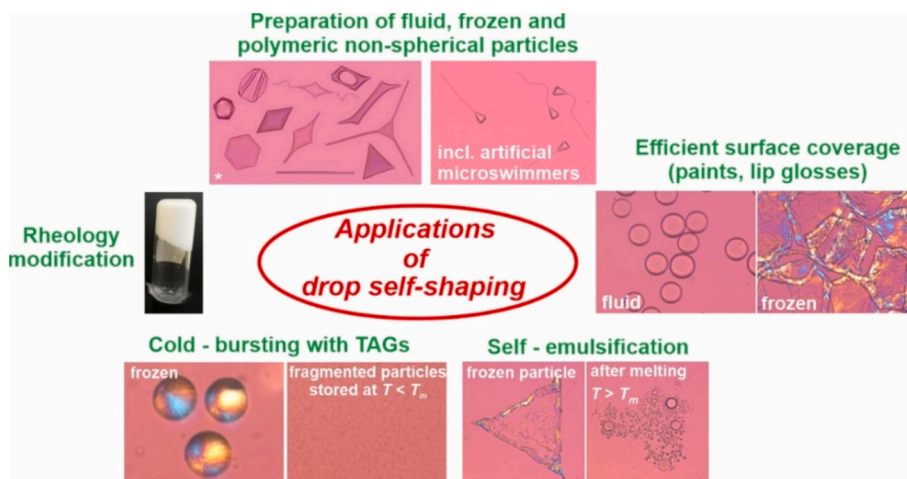 Preparation of fluid, frozen and
polymeric non-spherical particles
*
incl. artificial
microswimmers
Efficient surface coverage
(paints, lip glosses)
fluid
frozen
Rheology
modification
Applications
of
drop self-shaping
Cold - bursting with TAGs
frozen
fragmented particles
stored at T < Tm
Self - emulsification
frozen particle
after melting
T > Tm